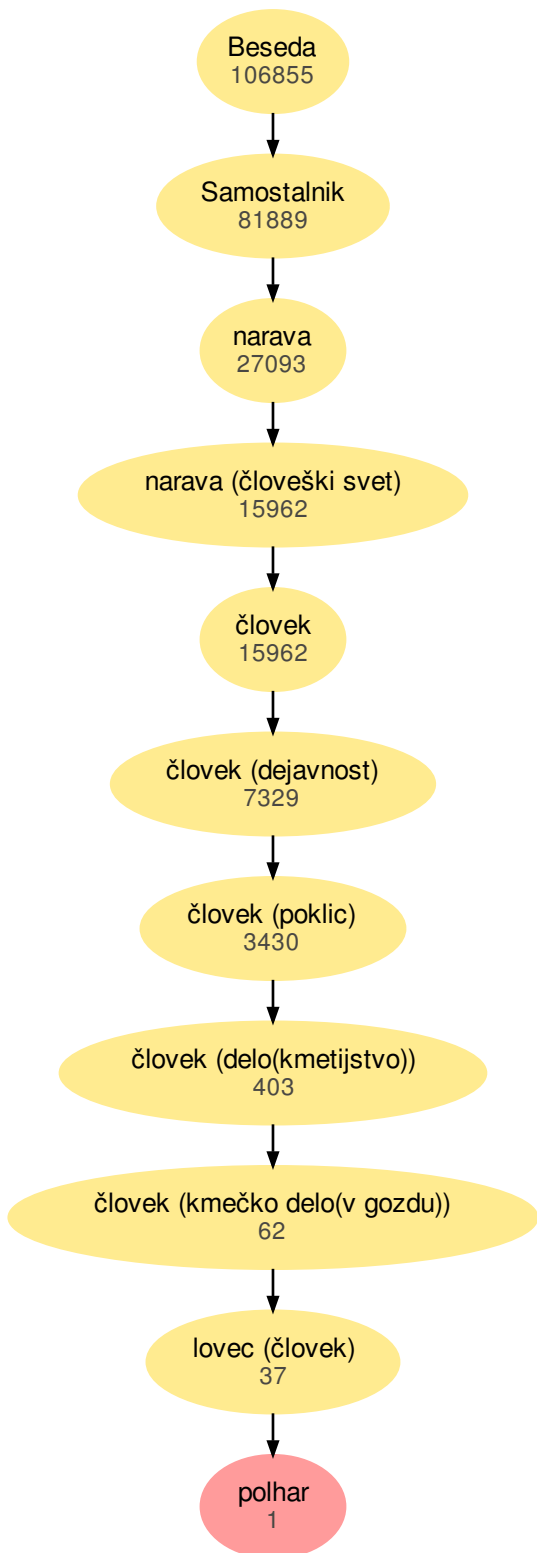 Beseda
106855
Samostalnik
81889
narava
27093
narava (človeški svet)
15962
človek
15962
človek (dejavnost)
7329
človek (poklic)
3430
človek (delo(kmetijstvo))
403
človek (kmečko delo(v gozdu))
62
lovec (človek)
37
polhar
1